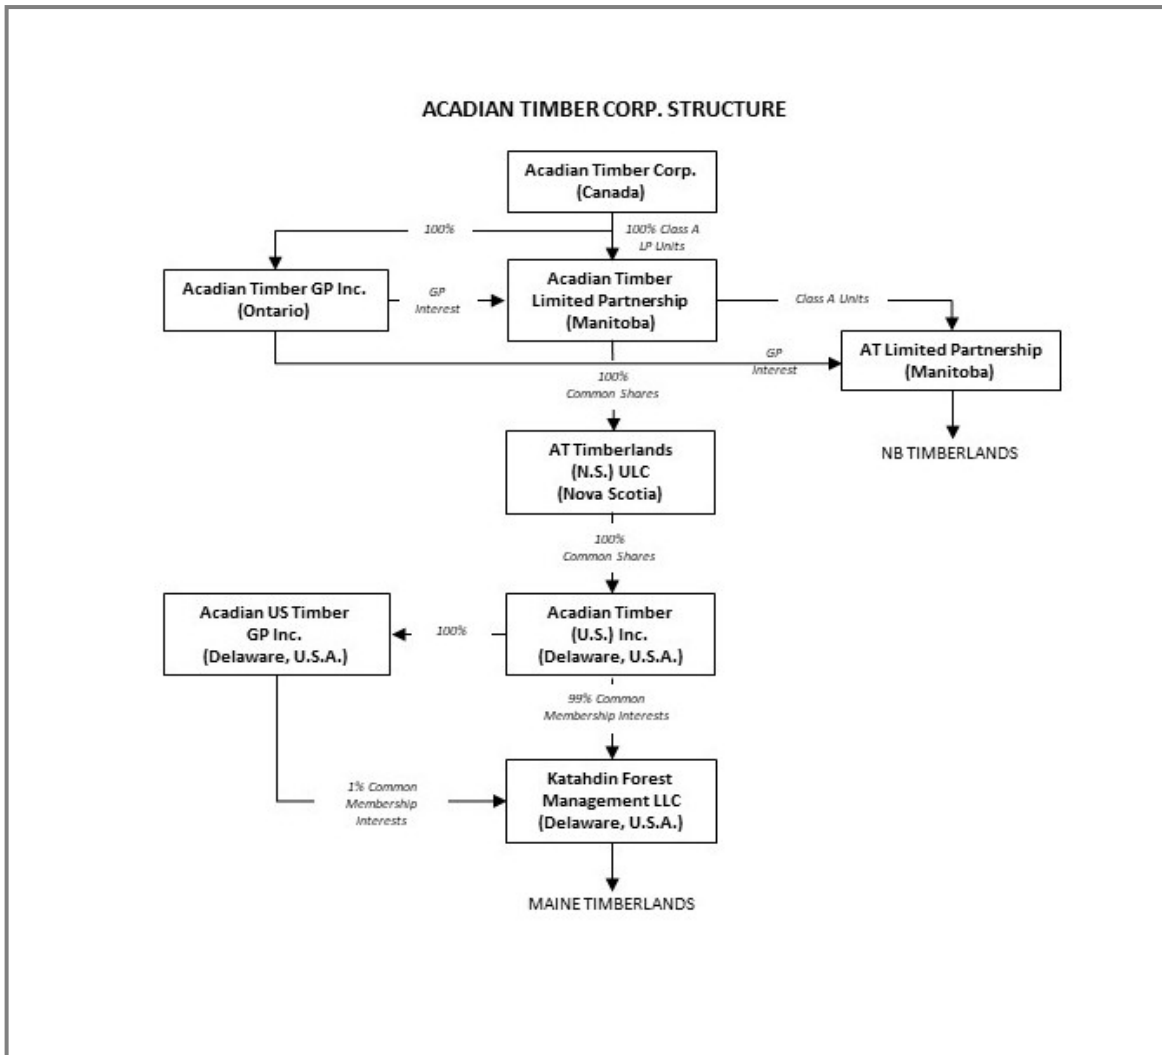 ACADIAN TIMBER CORP. STRUCTURE
Acadian Timber Corp.
(Canada)
100%
100% Class A
LP Units
Acadian Timber GP Inc.
(Ontario)
GP
Interest
Acadian Timber
Limited Partnership
(Manitoba)
Class A Units
AT Limited Partnership
(Manitoba)
GP
Interest
100%
Common Shares
NB TIMBERLANDS
AT Timberlands
(N.S.) ULC
(Nova Scotia)
100%
Common Shares
Acadian US Timber
GP Inc.
(Delaware, U.S.A.)
100%
Acadian Timber
(U.S.) Inc.
(Delaware, U.S.A.)
99% Common
Membership Interests
1% Common
Membership
Interests
Katahdin Forest
Management LLC
(Delaware, U.S.A.)
MAINE TIMBERLANDS